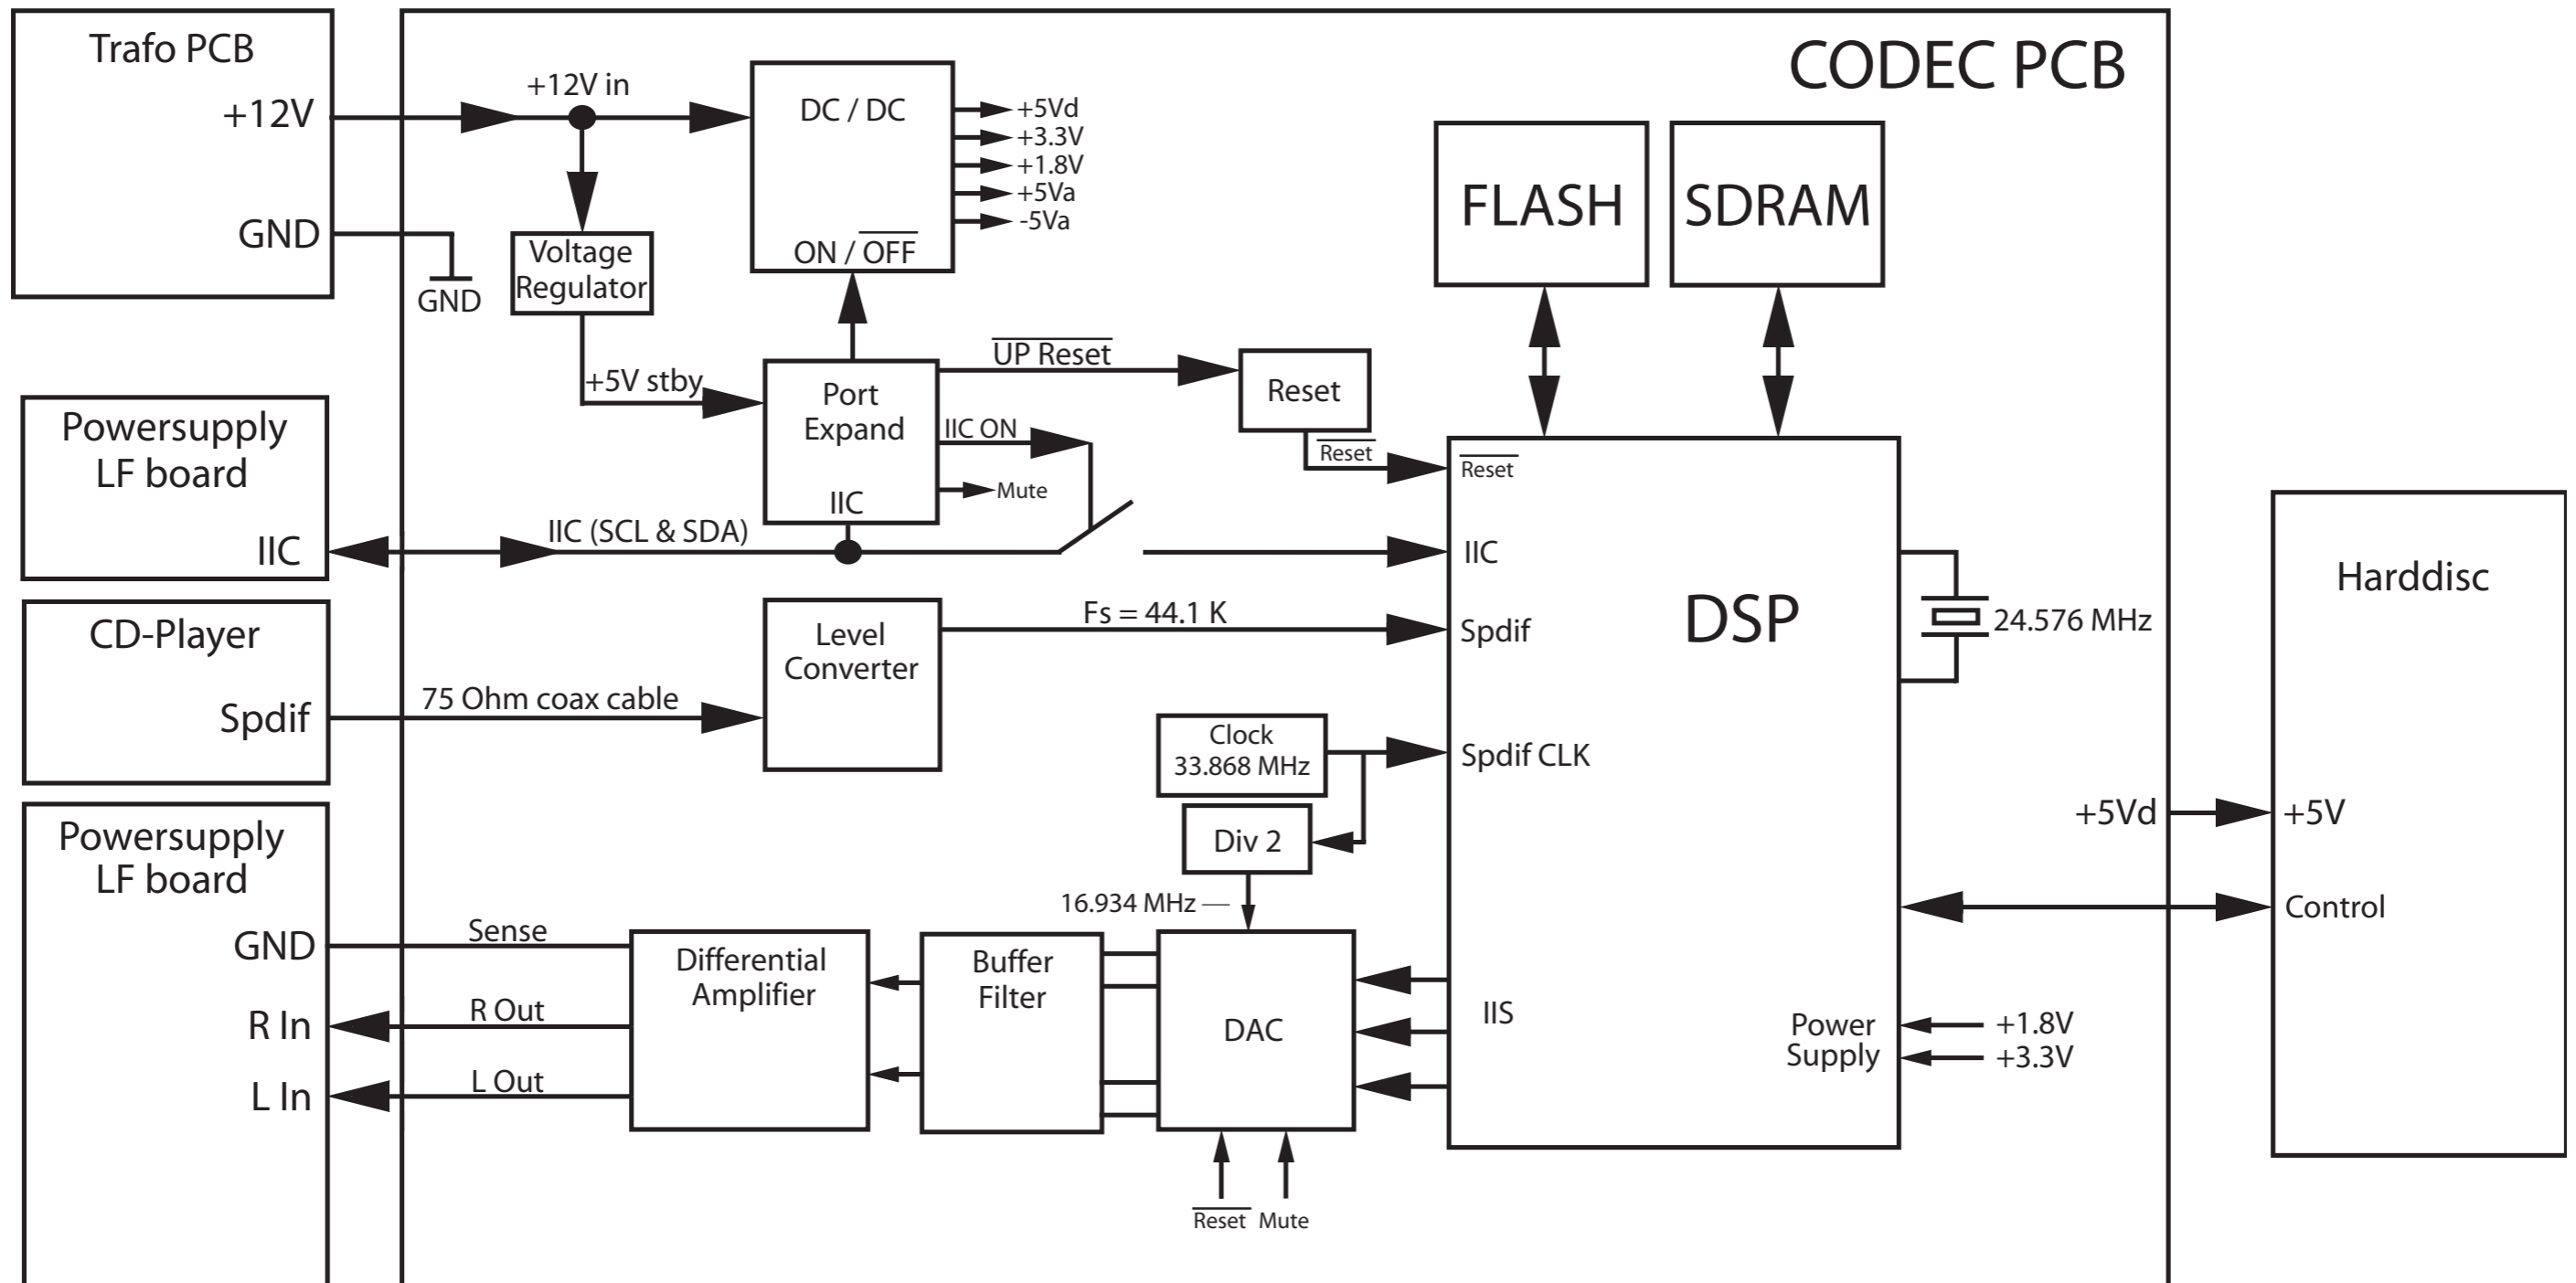 Trafo PCB
+12V
GND
GND
+12V in
DC / DC
ON / OFF
+5Vd
+3.3V
+1.8V
+5Va
-5Va
CODEC PCB
FLASH
SDRAM
Voltage
Regulator
+5V stby
Port
Expand
IIC
UP Reset
IIC ON
Mute
Reset
Reset
Powersupply
LF board
IIC
IIC (SCL & SDA)
CD-Player
Spdif
75 Ohm coax cable
Level
Converter
Fs = 44.1 K
Clock
33.868 MHz
Div 2
16.934 MHz
Reset
IIC
Spdif
DSP
Spdif CLK
IIS
Power
Supply
24.576 MHz
+1.8V
+3.3V
+5Vd
Harddisc
+5V
Control
Powersupply
LF board
GND
R In
L In
Sense
R Out
L Out
Differential
Amplifier
Buffer
Filter
DAC
Reset
Mute